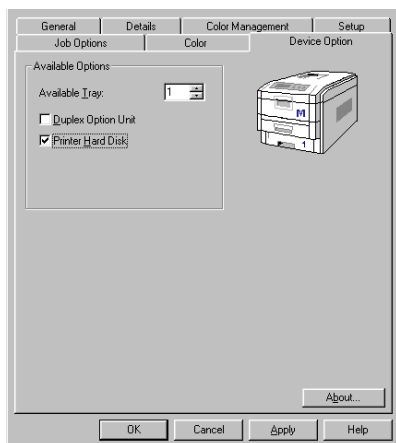 General Details Color Management Setup
Job Options Color Device Option
Available Options
Available Tray: 1
Duplex Option Unit
Printer Hard Disk
M
1
About...
OK Cancel Apply Help